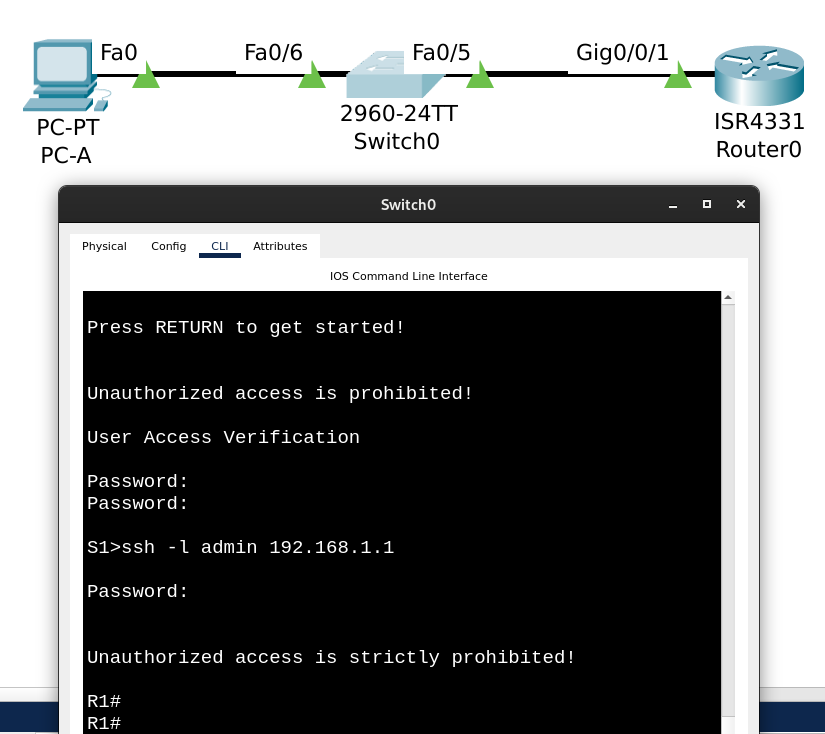 Fa0 Fa0/6 Fa0/5 Gig0/0/1
PC-PT
PC-A
2960-24TT
Switch0
ISR4331
Router0
Switch0
Physical Config CLI Attributes
IOS Command Line Interface
Press RETURN to get started!
Unauthorized access is prohibited!
User Access Verification
Password:
Password:
S1>ssh -l admin 192.168.1.1
Password:
Unauthorized access is strictly prohibited!
R1#
R1#